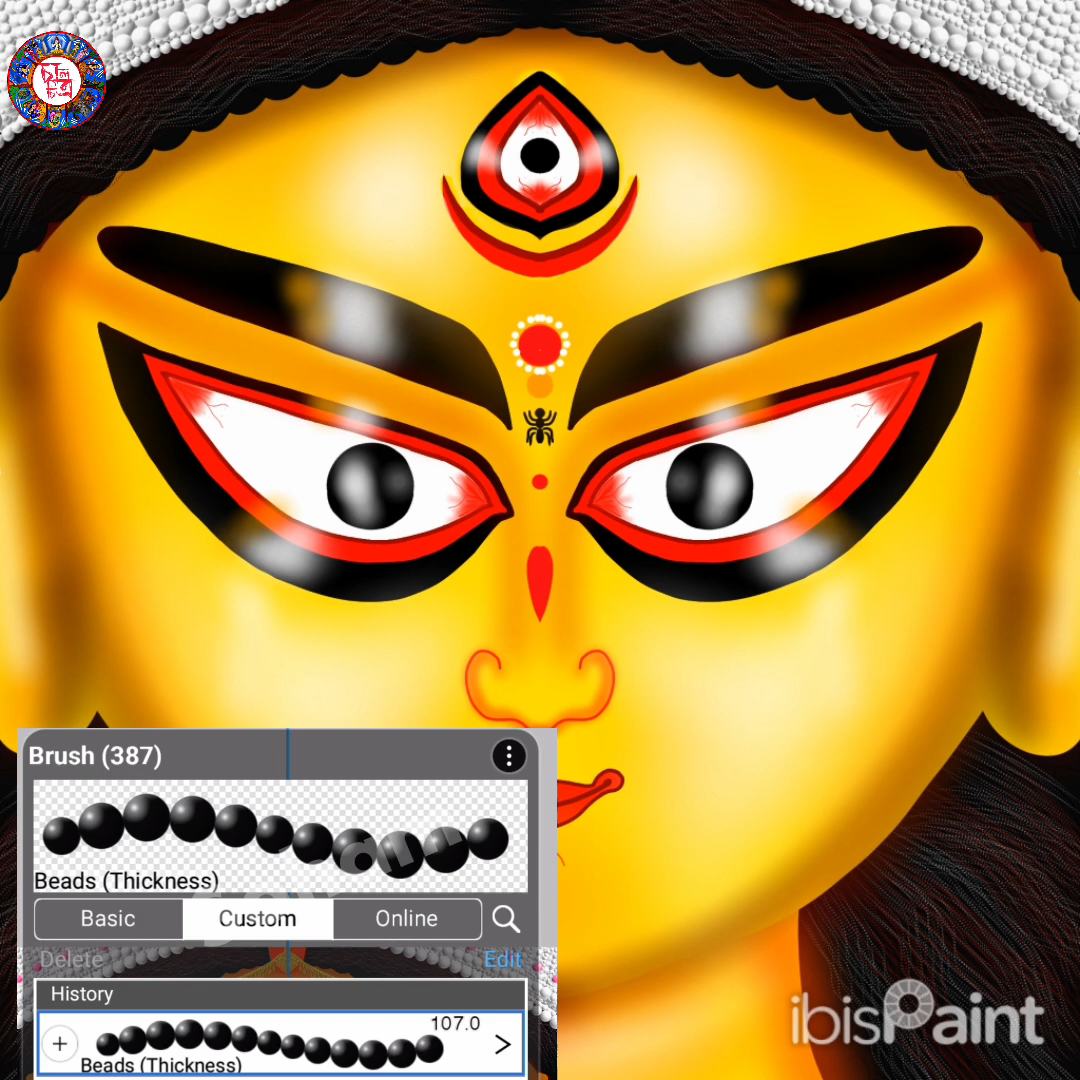 Brush (387)
Beads (Thickness)
Basic
Custom
Online
Delete
Edit
History
107.0
Beads (Thickness)
ibisPaint